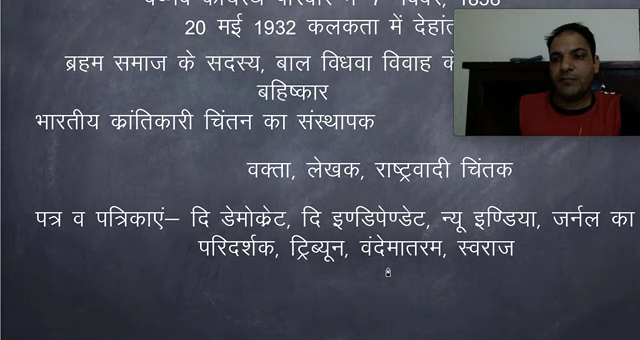 20 मई 1932 कलकता में देहांत
ब्रहम समाज के सदस्य, बाल विधवा विवाह
बहिष्कार
भारतीय क्रांतिकारी चिंतन का संस्थापक
वक्ता, लेखक, राष्ट्रवादी चिंतक
पत्र व पत्रिकाएं– दि डेमोक्रेट, दि इण्डिपेण्डेट, न्यू इण्डिया, जर्नल का
परिदर्शक, ट्रिब्यून, वंदेमातरम, स्वराज